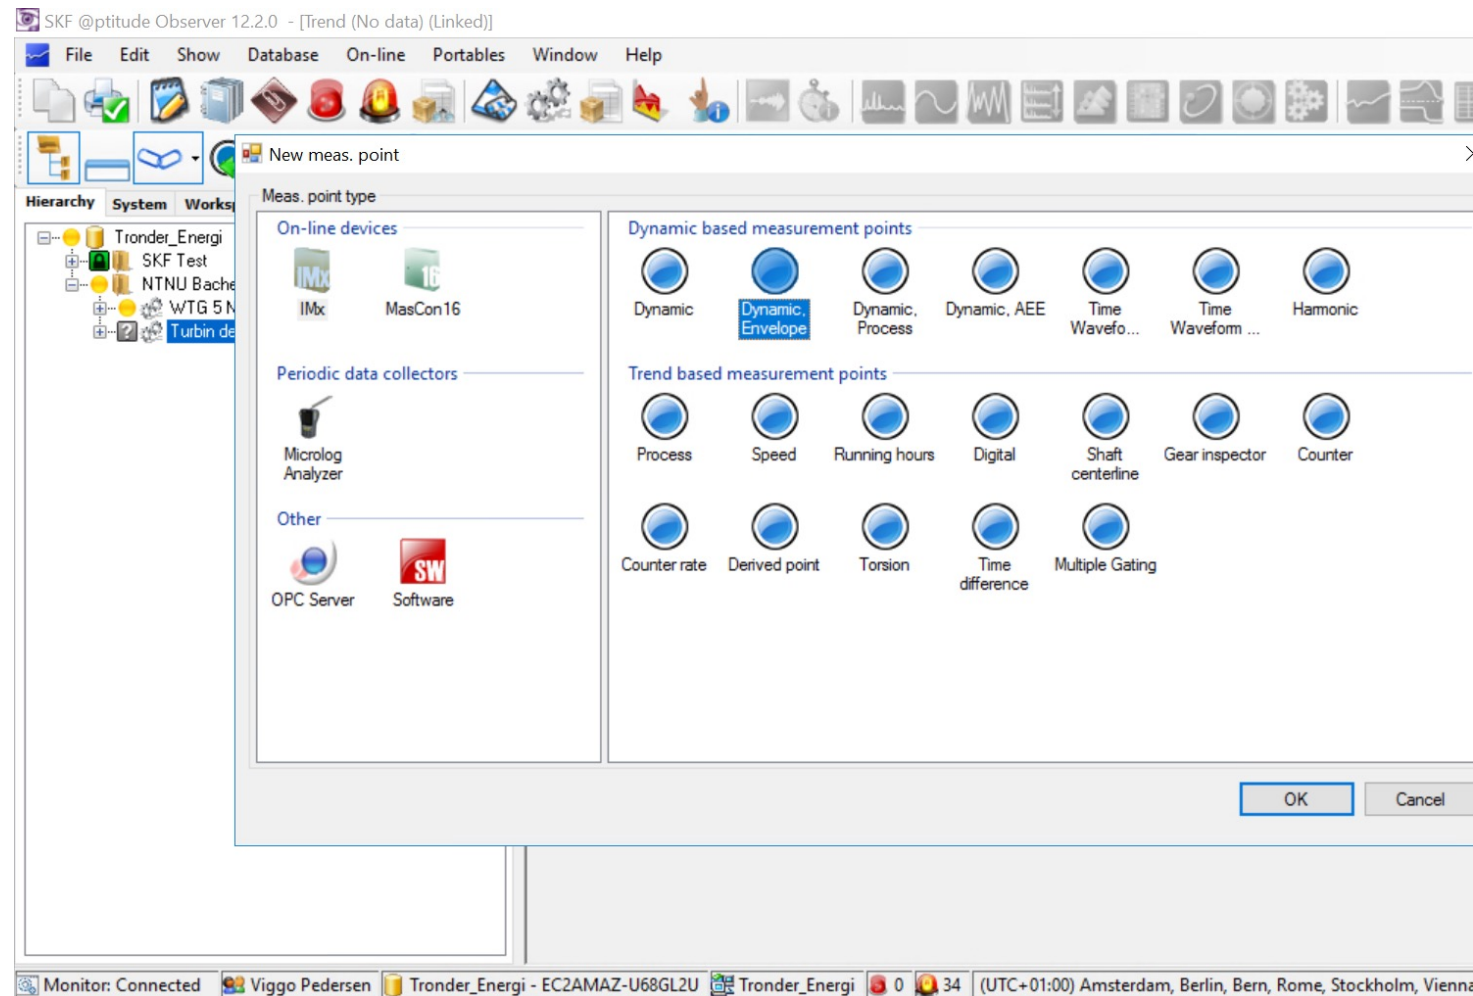 SKF @ptitude Observer 12.2.0 - [Trend (No data) (Linked)]
File Edit Show Database On-line Portables Window Help
New meas. point
Hierarchy System Works
Meas. point type
Tronder_Energi
SKF Test
NTNU Bache
WTG 5 N
Turbin de
On-line devices
IMx
16
IMx MasCon16
Periodic data collectors
Microlog
Analyzer
Other
SW
OPC Server Software
Dynamic based measurement points
Dynamic
Dynamic,
Envelope
Dynamic,
Process
Dynamic, AEE
Time
Wavefo...
Time
Waveform ...
Harmonic
Trend based measurement points
Process
Speed
Running hours
Digital
Shaft
centerline
Gear inspector
Counter
Counter rate
Derived point
Torsion
Time
difference
Multiple Gating
OK Cancel
Monitor: Connected Viggo Pedersen Tronder_Energi - EC2AMAZ-U68GL2U Tronder_Energi 0 34 (UTC+01:00) Amsterdam, Berlin, Bern, Rome, Stockholm, Vienna